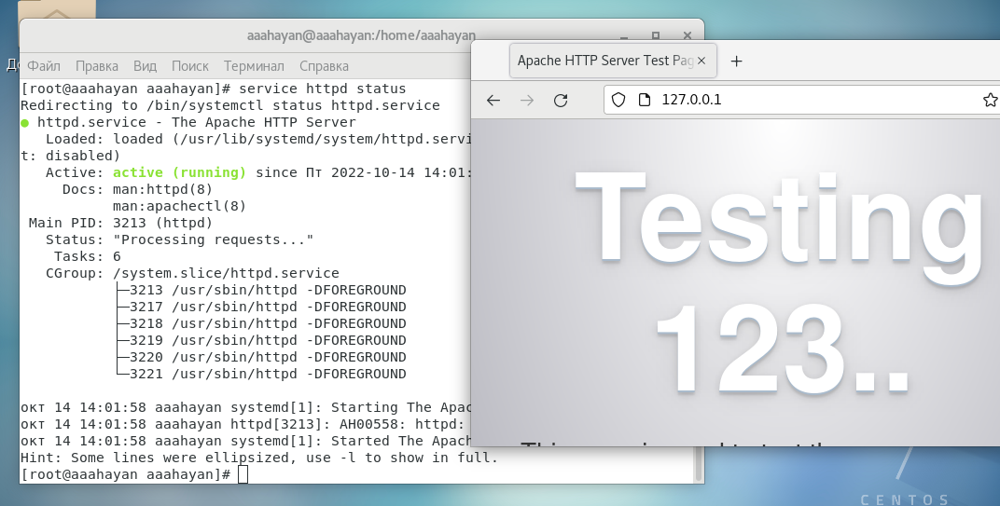 aaahayan@aaahayan:/home/aaahayan
Файл Правка Вид Поиск Терминал Справка
[root@aaahayan aaahayan]# service httpd status
Redirecting to /bin/systemctl status httpd.service
● httpd.service - The Apache HTTP Server
Loaded: loaded (/usr/lib/systemd/system/httpd.servi
t: disabled)
Active: active (running) since Пт 2022-10-14 14:01:
Docs: man:httpd(8)
man:apachectl(8)
Main PID: 3213 (httpd)
Status: "Processing requests..."
Tasks: 6
CGroup: /system.slice/httpd.service
├─3213 /usr/sbin/httpd -DFOREGROUND
├─3217 /usr/sbin/httpd -DFOREGROUND
├─3218 /usr/sbin/httpd -DFOREGROUND
├─3219 /usr/sbin/httpd -DFOREGROUND
├─3220 /usr/sbin/httpd -DFOREGROUND
└─3221 /usr/sbin/httpd -DFOREGROUND
окт 14 14:01:58 aaahayan systemd[1]: Starting The Apac
окт 14 14:01:58 aaahayan httpd[3213]: AH00558: httpd:
окт 14 14:01:58 aaahayan systemd[1]: Started The Apach
Hint: Some lines were ellipsized, use -l to show in full.
[root@aaahayan aaahayan]#
Apache HTTP Server Test Pag
127.0.0.1
Testing
123..
CENTOS